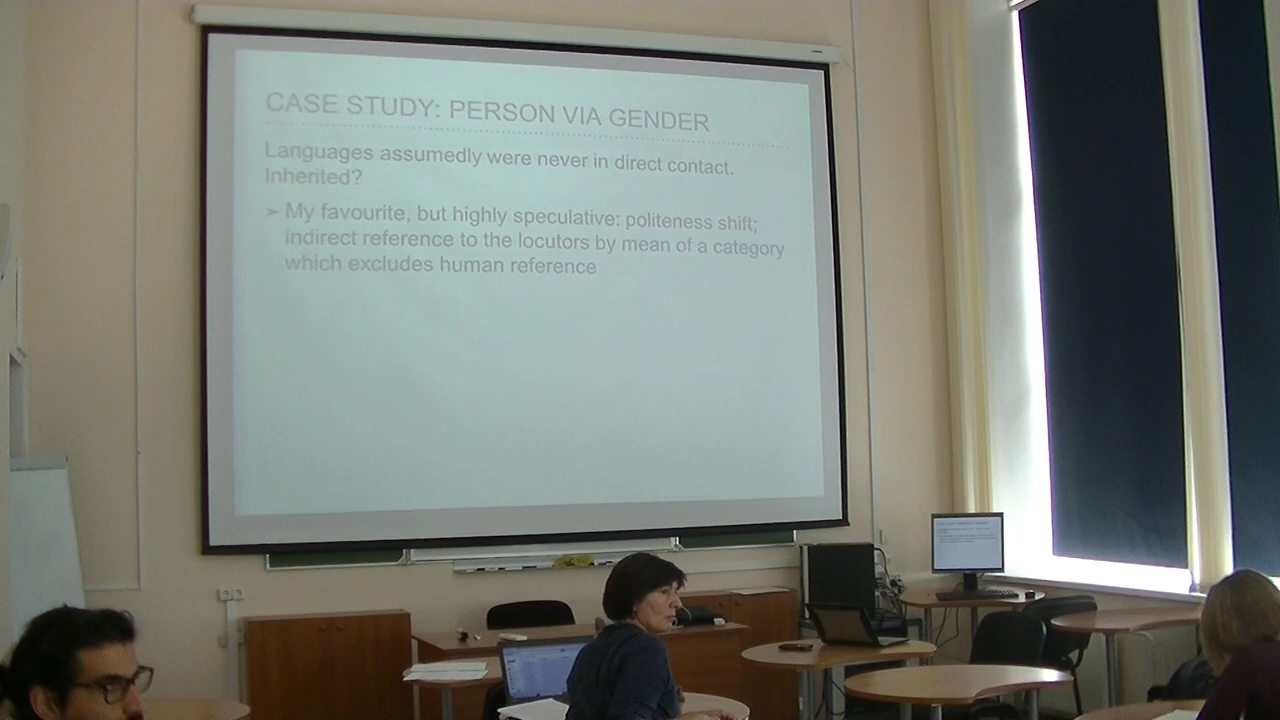 CASE STUDY: PERSON VIA GENDER
Languages assumedly were never in direct contact.
Inherited?
➢ My favourite, but highly speculative: politeness shift;
indirect reference to the locutors by mean of a category
which excludes human reference